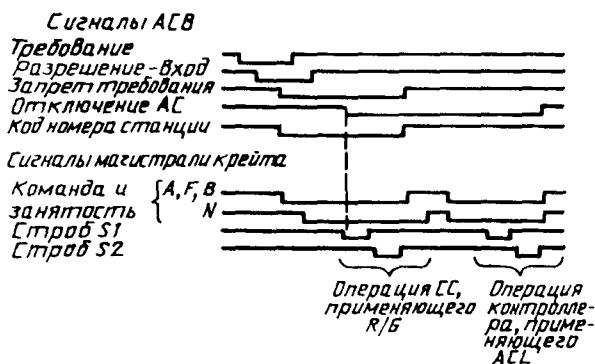 Сигналы АСВ
Требование
Разрешение-Вход
Запрет требования
Отключение АС
Код номера станции
Сигналы магистрали крейта
Команда и занятость { A, F, B
N
Строб S1
Строб S2
Операция СС, применяющего R/G
Операция контролле-
ра, приме-
няющего
ACL